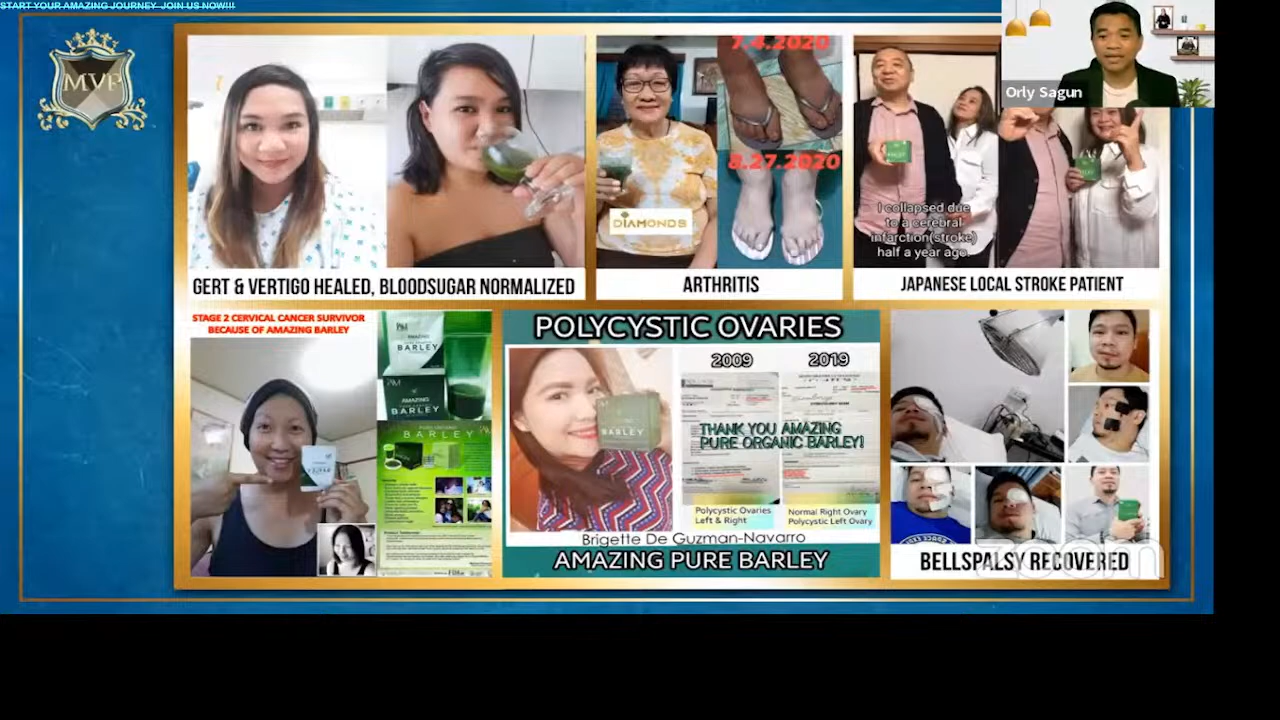 START YOUR AMAZING JOURNEY JOIN US NOW!!!
MVP
Orly Sagun
7.4.2020
8.27.2020
DIAMONDS
I collapsed due
to a cerebral
infarction(stroke)
half a year ago.
GERT & VERTIGO HEALED, BLOODSUGAR NORMALIZED
ARTHRITIS
JAPANESE LOCAL STROKE PATIENT
STAGE 2 CERVICAL CANCER SURVIVOR
BECAUSE OF AMAZING BARLEY
AMAZING
BARLEY
AMAZING
BARLEY
BARLEY
POLYCYSTIC OVARIES
2009
2019
BARLEY
THANK YOU AMAZING
PURE ORGANIC BARLEY!
Polycystic Ovaries
Left & Right
Normal Right Ovary
Polycystic Left Ovary
Brigette De Guzman-Navarro
AMAZING PURE BARLEY
BELLSPALSY RECOVERED
zoom